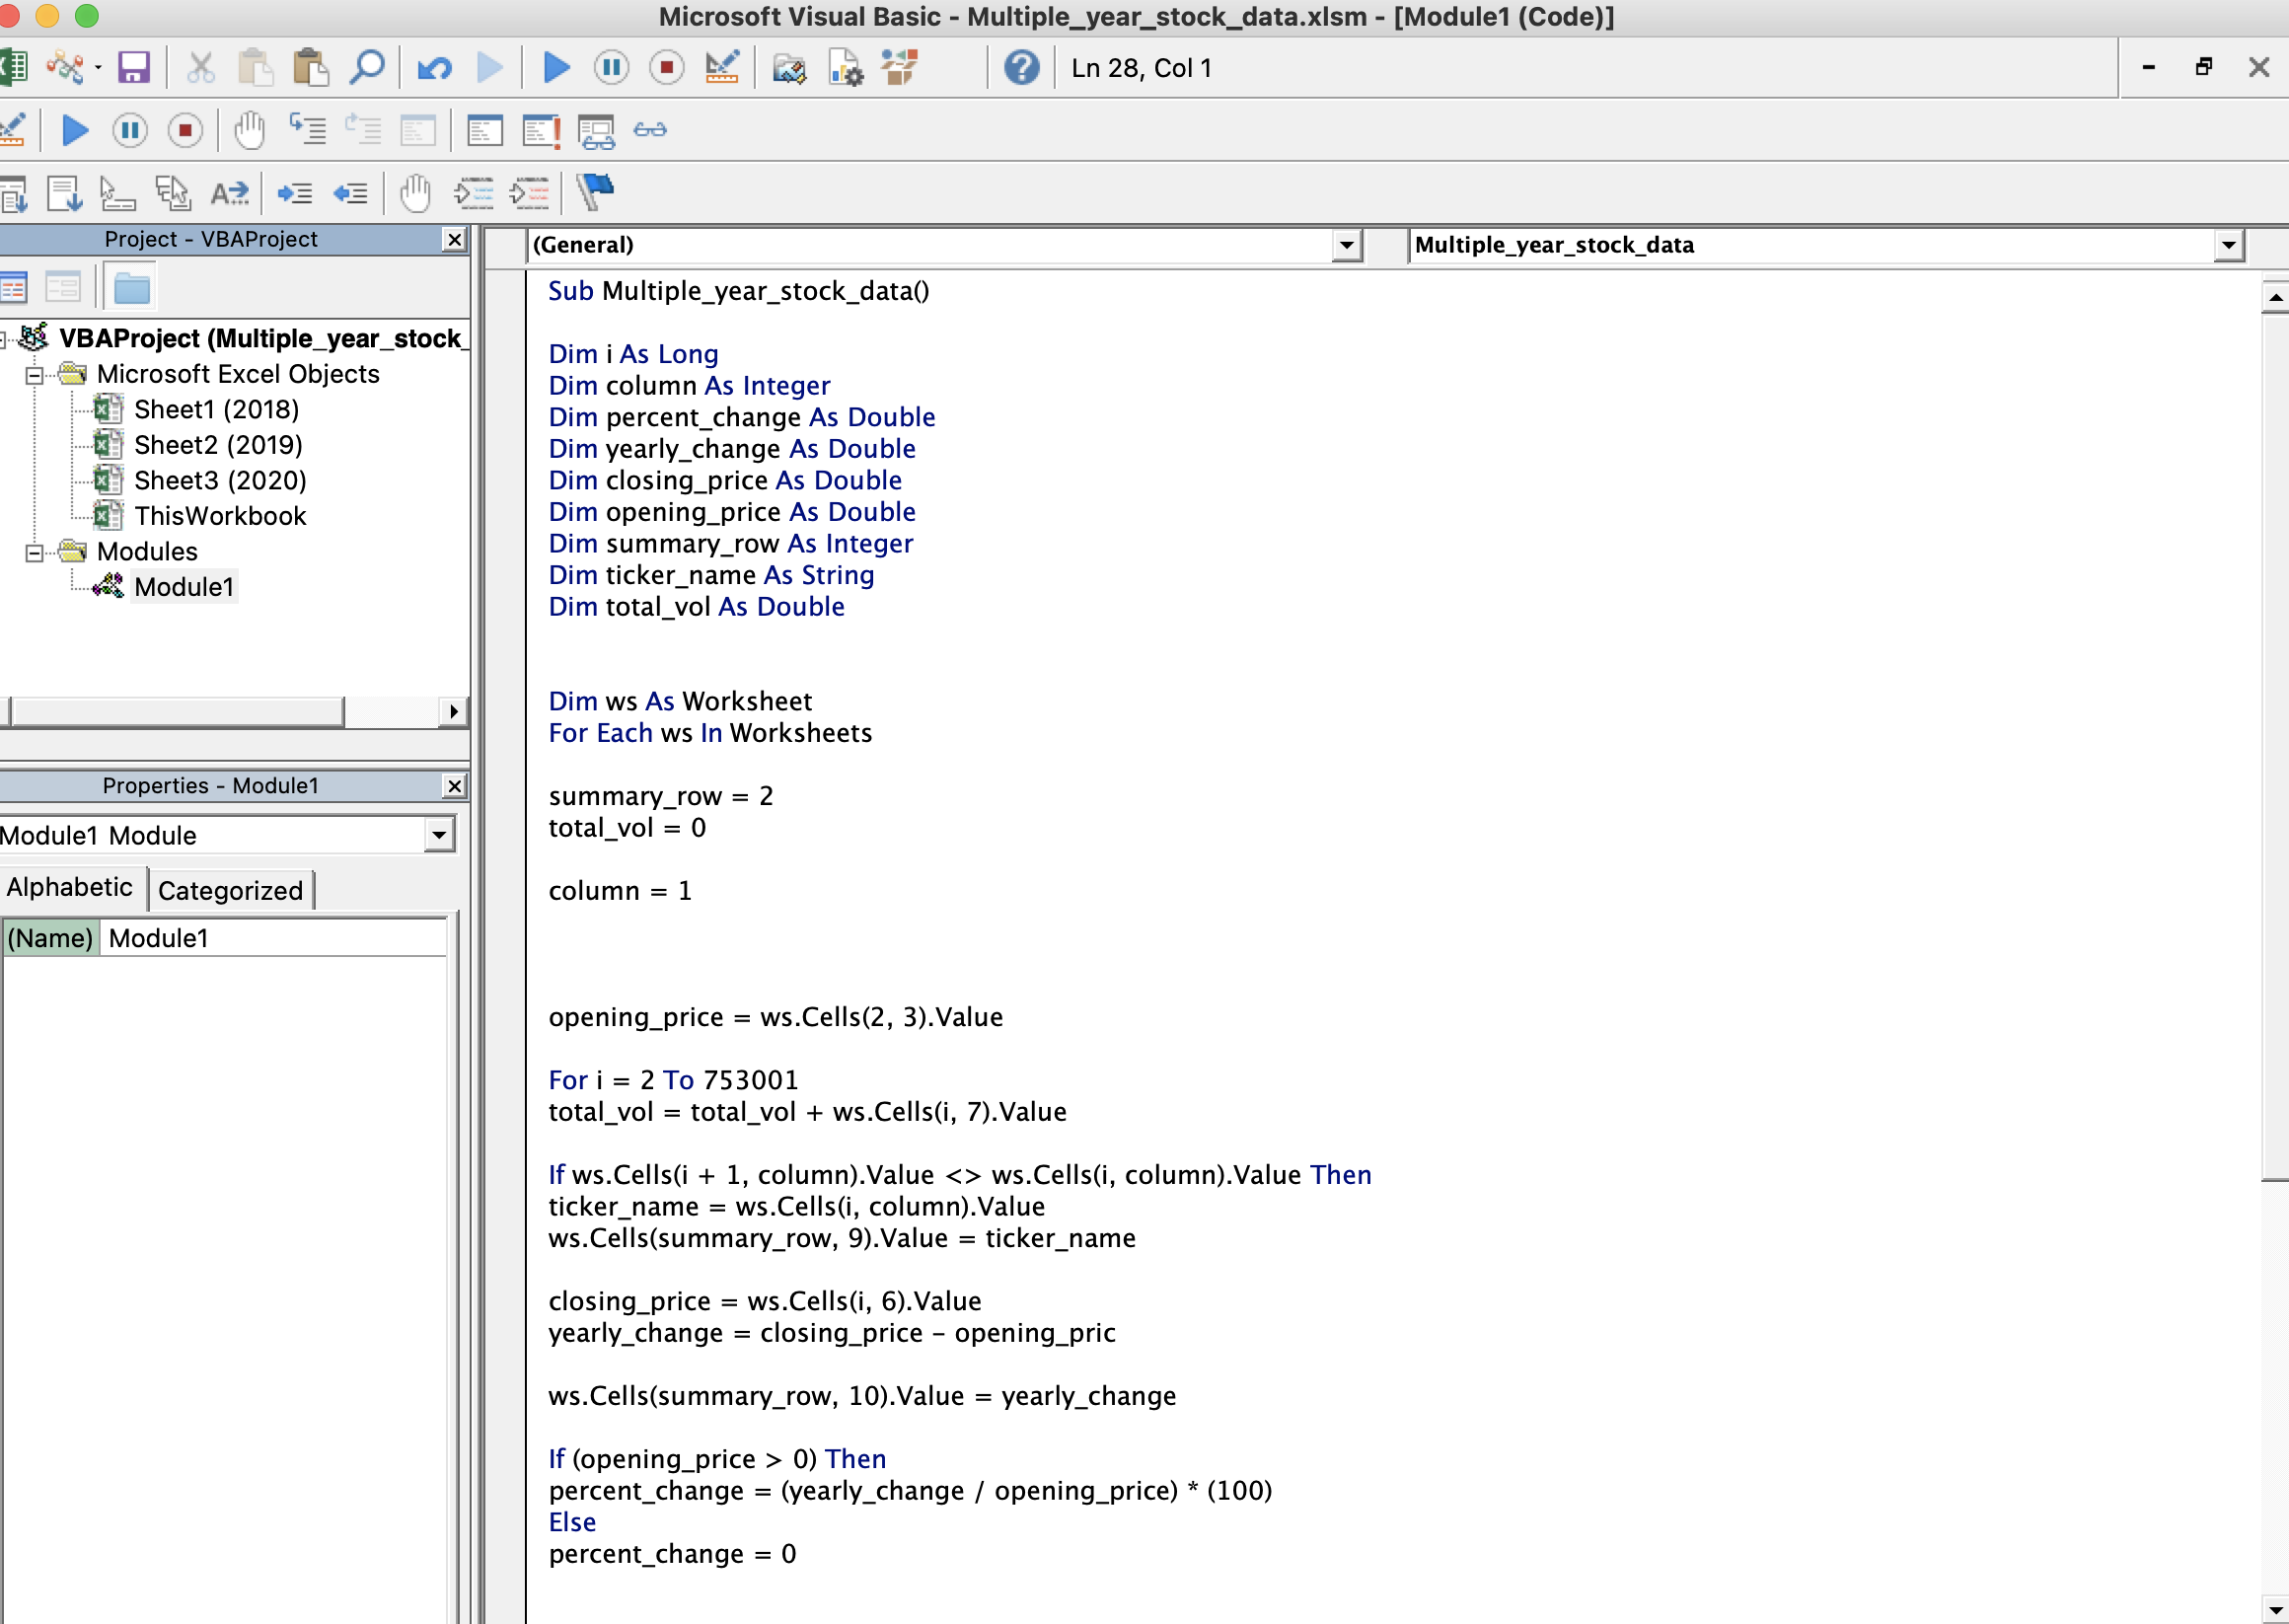 Microsoft Visual Basic - Multiple_year_stock_data.xlsm - [Module1 (Code)]
Ln 28, Col 1
Project - VBAProject
(General)
Multiple_year_stock_data
VBAProject (Multiple_year_stock_
Microsoft Excel Objects
Sheet1 (2018)
Sheet2 (2019)
Sheet3 (2020)
ThisWorkbook
Modules
Module1
Properties - Module1
Module1 Module
Alphabetic
Categorized
(Name)
Module1
Sub Multiple_year_stock_data()
Dim i As Long
Dim column As Integer
Dim percent_change As Double
Dim yearly_change As Double
Dim closing_price As Double
Dim opening_price As Double
Dim summary_row As Integer
Dim ticker_name As String
Dim total_vol As Double
Dim ws As Worksheet
For Each ws In Worksheets
summary_row = 2
total_vol = 0
column = 1
opening_price = ws.Cells(2, 3).Value
For i = 2 To 753001
total_vol = total_vol + ws.Cells(i, 7).Value
If ws.Cells(i + 1, column).Value <> ws.Cells(i, column).Value Then
ticker_name = ws.Cells(i, column).Value
ws.Cells(summary_row, 9).Value = ticker_name
closing_price = ws.Cells(i, 6).Value
yearly_change = closing_price - opening_pric
ws.Cells(summary_row, 10).Value = yearly_change
If (opening_price > 0) Then
percent_change = (yearly_change / opening_price) * (100)
Else
percent_change = 0